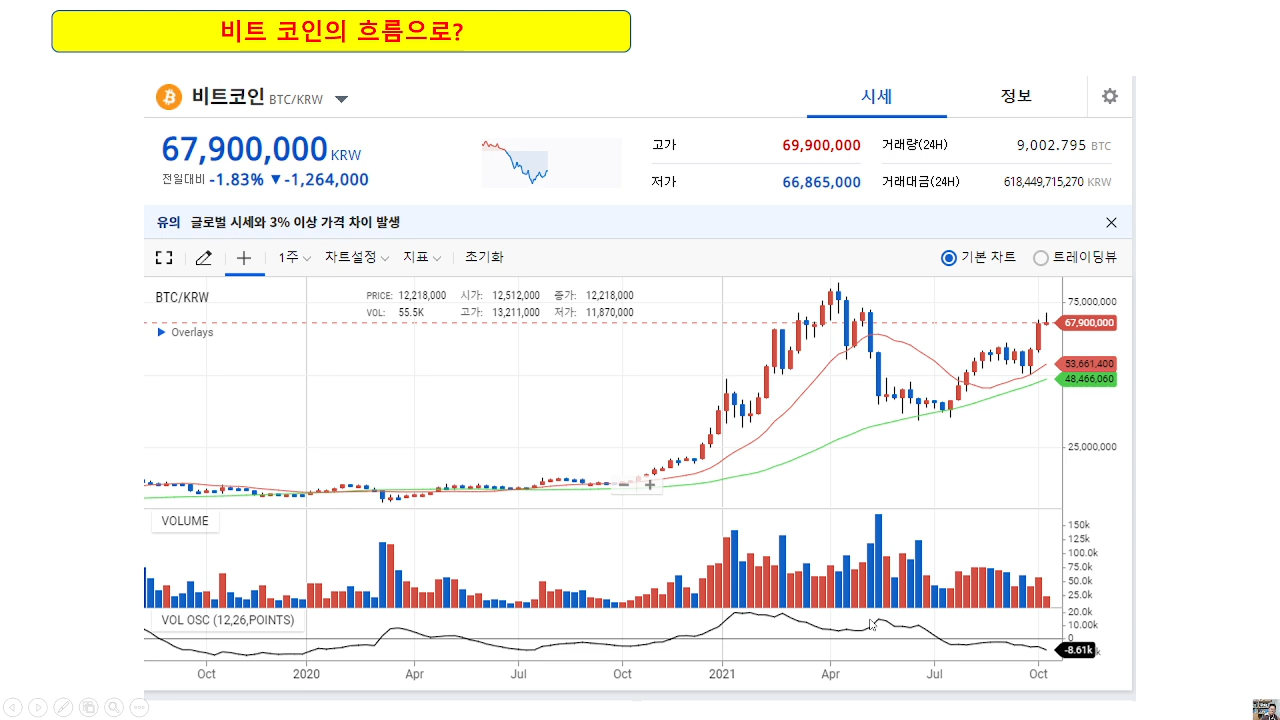 비트 코인의 흐름으로?
비트코인 BTC/KRW
시세 정보
67,900,000 KRW
전일대비 -1.83% ▼-1,264,000
고가 69,900,000 거래량(24H) 9,002.795 BTC
저가 66,865,000 거래대금(24H) 618,449,715,270 KRW
유의 글로벌 시세와 3% 이상 가격 차이 발생
1주 차트설정 지표 초기화 기본 차트 트레이딩뷰
BTC/KRW
PRICE: 12,218,000 시가: 12,512,000 종가: 12,218,000
VOL: 55.5K 고가: 13,211,000 저가: 11,870,000
Overlays
75,000,000
67,900,000
53,661,400
48,466,060
25,000,000
VOLUME
150k
125k
100.0k
75.0k
50.0k
25.0k
VOL OSC (12,26,POINTS)
20.0k
10.00k
0
-8.61k
Oct 2020 Apr Jul Oct 2021 Apr Jul Oct